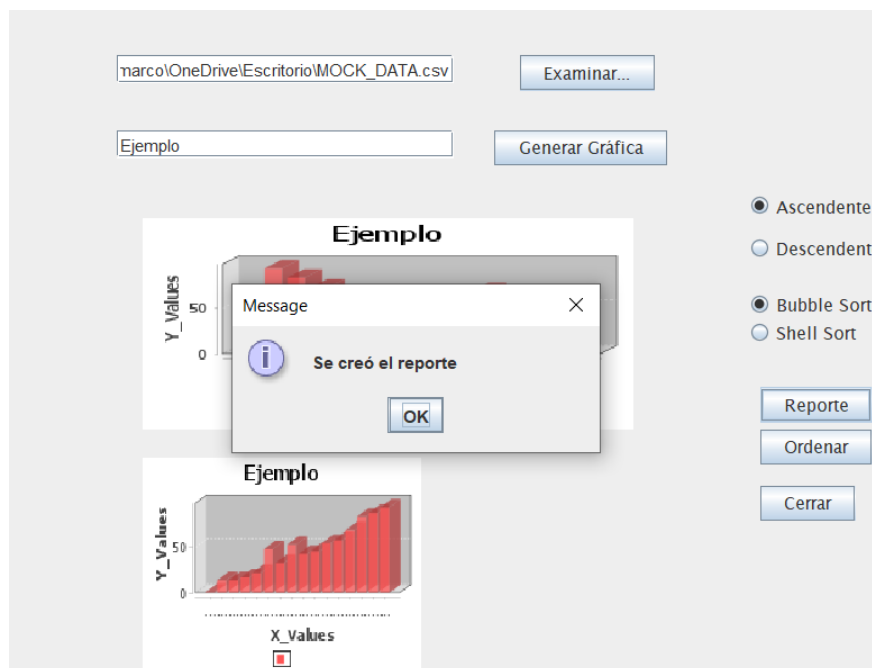 narco\OneDrive\Escritorio\MOCK_DATA.csv
Examinar...
Ejemplo
Generar Gráfica
Ascendente
Descendent
Bubble Sort
Shell Sort
Ejemplo
Y_Values
50
0
Message
Se creó el reporte
OK
Reporte
Ordenar
Cerrar
Ejemplo
Y_Values
50
0
X_Values